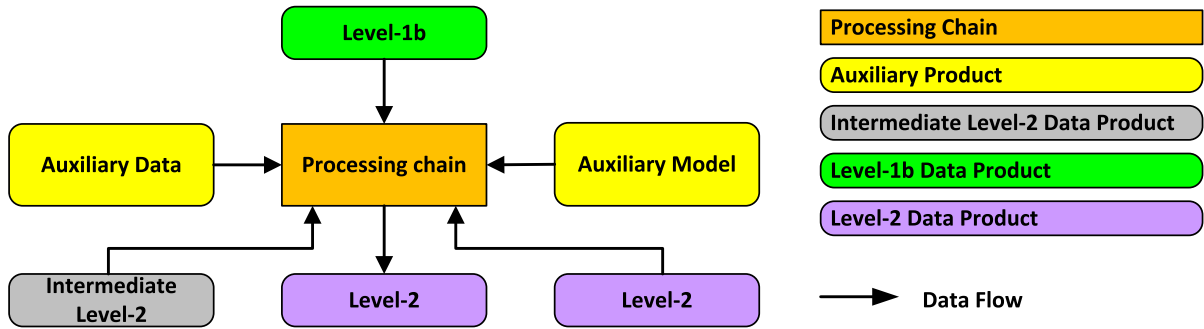 Level-1b
Auxiliary Data
Processing chain
Auxiliary Model
Intermediate
Level-2
Level-2
Level-2
Processing Chain
Auxiliary Product
Intermediate Level-2 Data Product
Level-1b Data Product
Level-2 Data Product
Data Flow